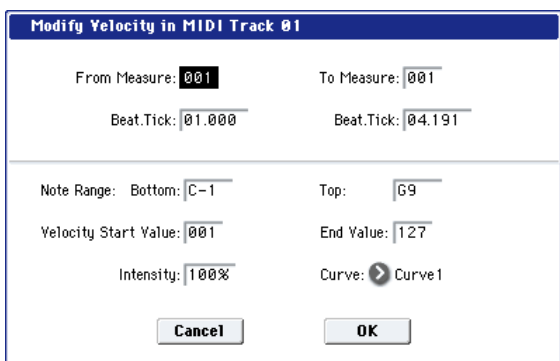 Modify Velocity in MIDI Track 01
From Measure: 001 To Measure: 001
Beat.Tick: 01.000 Beat.Tick: 04.191
Note Range: Bottom: C-1 Top: G9
Velocity Start Value: 001 End Value: 127
Intensity: 100% Curve: Curve1
Cancel OK